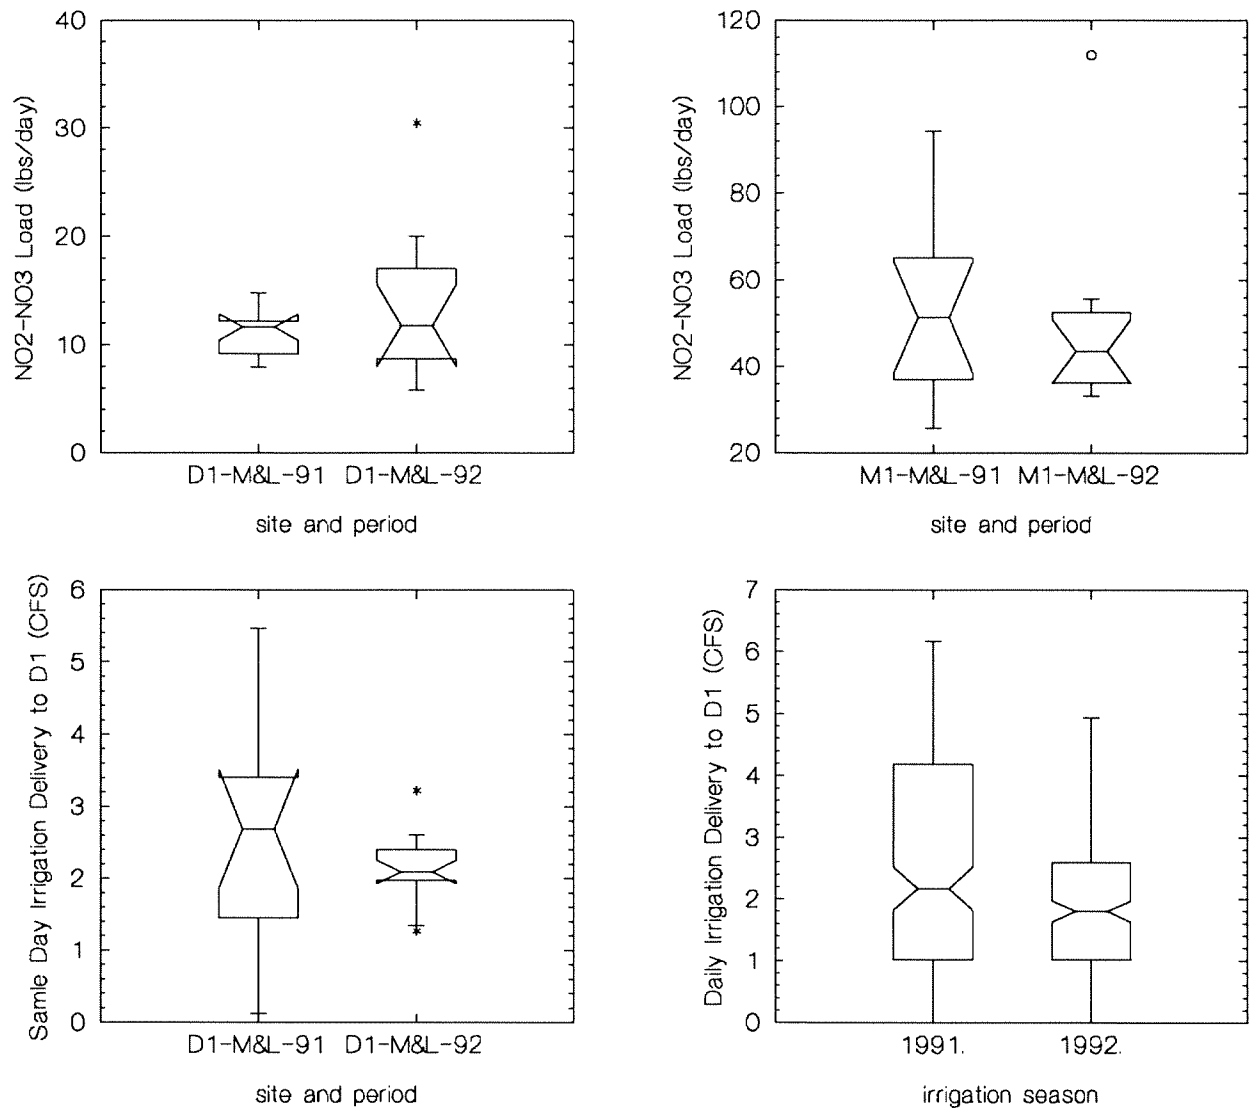 NO2-NO3 Load (lbs/day)
40
30
20
10
0
D1-M&L-91 D1-M&L-92
site and period
NO2-NO3 Load (lbs/day)
120
100
80
60
40
20
M1-M&L-91 M1-M&L-92
site and period
Samle Day Irrigation Delivery to D1 (CFS)
6
5
4
3
2
1
0
D1-M&L-91 D1-M&L-92
site and period
Daily Irrigation Delivery to D1 (CFS)
7
6
5
4
3
2
1
0
1991. 1992.
irrigation season